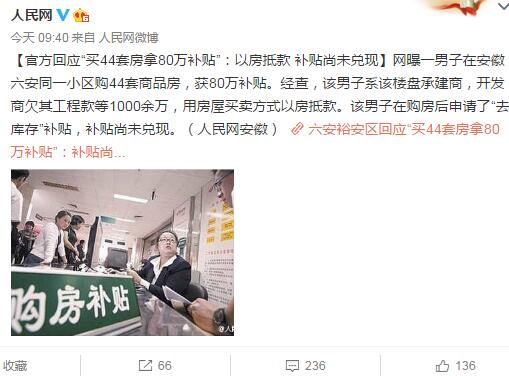 人民网
今天 09:40 来自 人民网微博
【官方回应“买44套房拿80万补贴”：以房抵款 补贴尚未兑现】网曝一男子在安徽
六安同一小区购44套商品房，获80万补贴。经查，该男子系该楼盘承建商，开发
商欠其工程款等1000余万，用房屋买卖方式以房抵款。该男子在购房后申请了“去
库存”补贴，补贴尚未兑现。（人民网安徽） 六安裕安区回应“买44套房拿80
万补贴”：补贴尚...
购房补贴
收藏
66
236
136